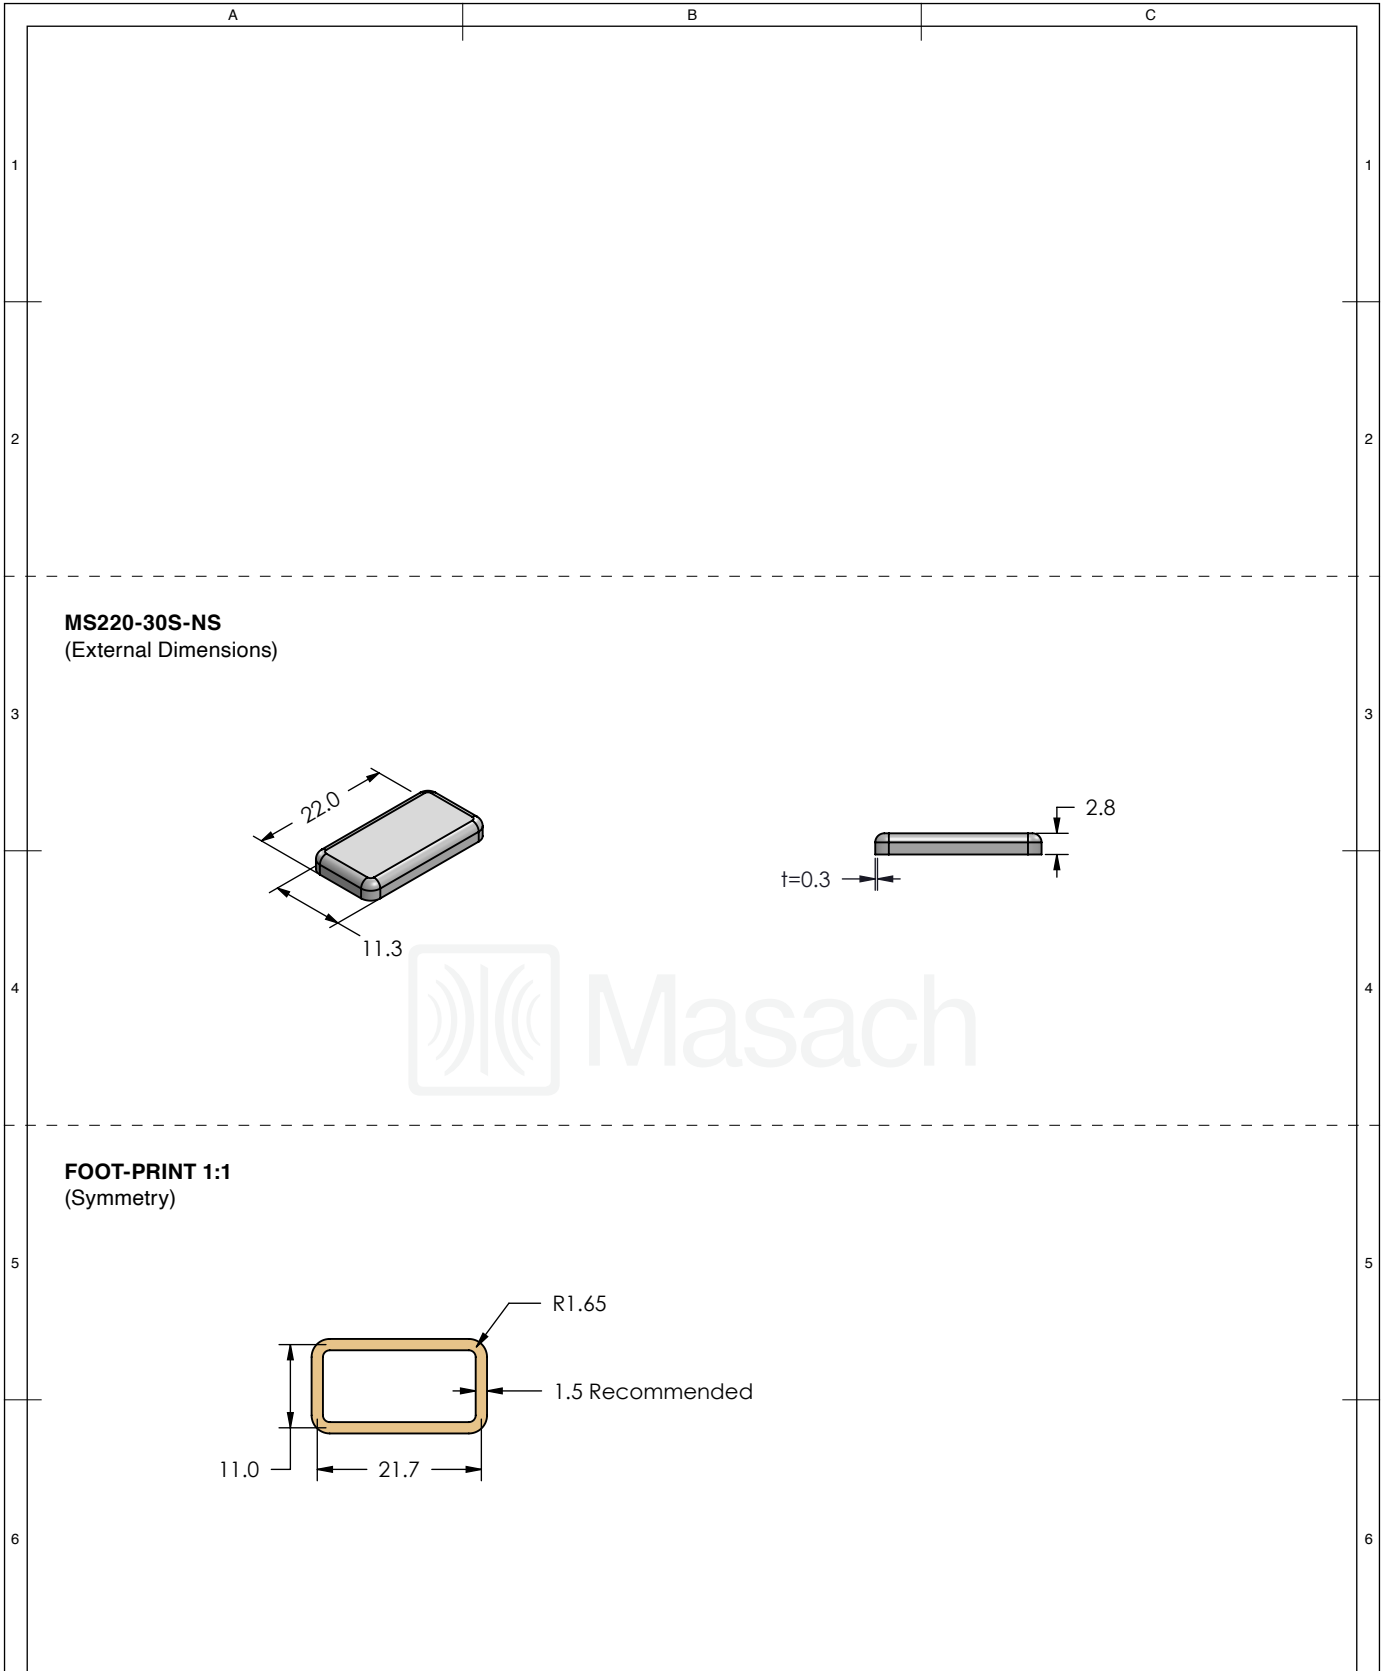 A B C
1 1
2 2
MS220-30S-NS
(External Dimensions)
3 3
22.0
2.8
t=0.3
11.3
Masach
4 4
FOOT-PRINT 1:1
(Symmetry)
5 5
R1.65
1.5 Recommended
11.0
21.7
6 6